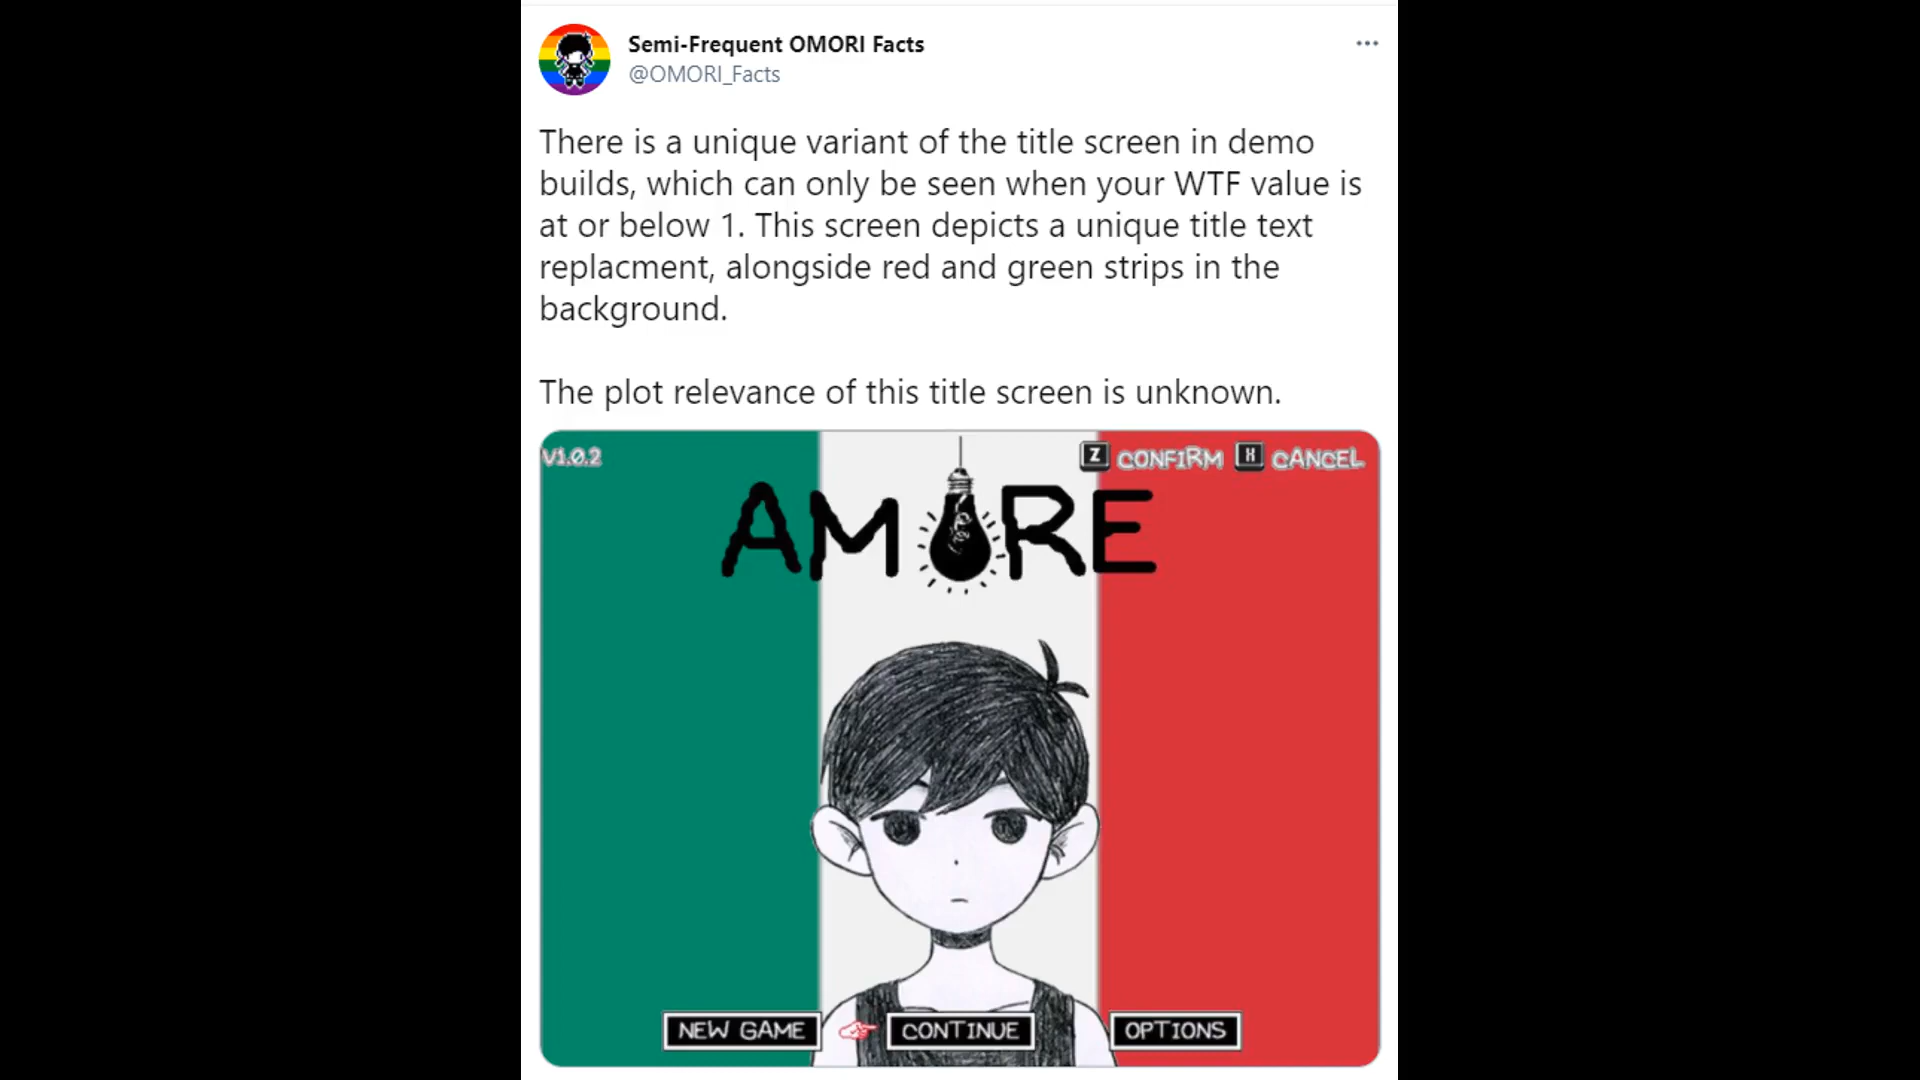 Semi-Frequent OMORI Facts
@OMORI_Facts
There is a unique variant of the title screen in demo
builds, which can only be seen when your WTF value is
at or below 1. This screen depicts a unique title text
replacment, alongside red and green strips in the
background.
The plot relevance of this title screen is unknown.
V1.0.2
Z CONFIRM X CANCEL
AMORE
NEW GAME CONTINUE OPTIONS